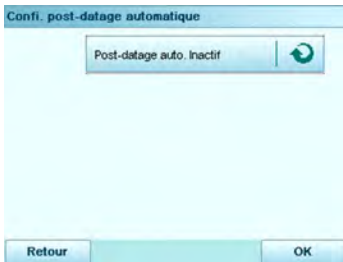 Confi. post-datage automatique
Post-datage auto. Inactif
Retour
OK